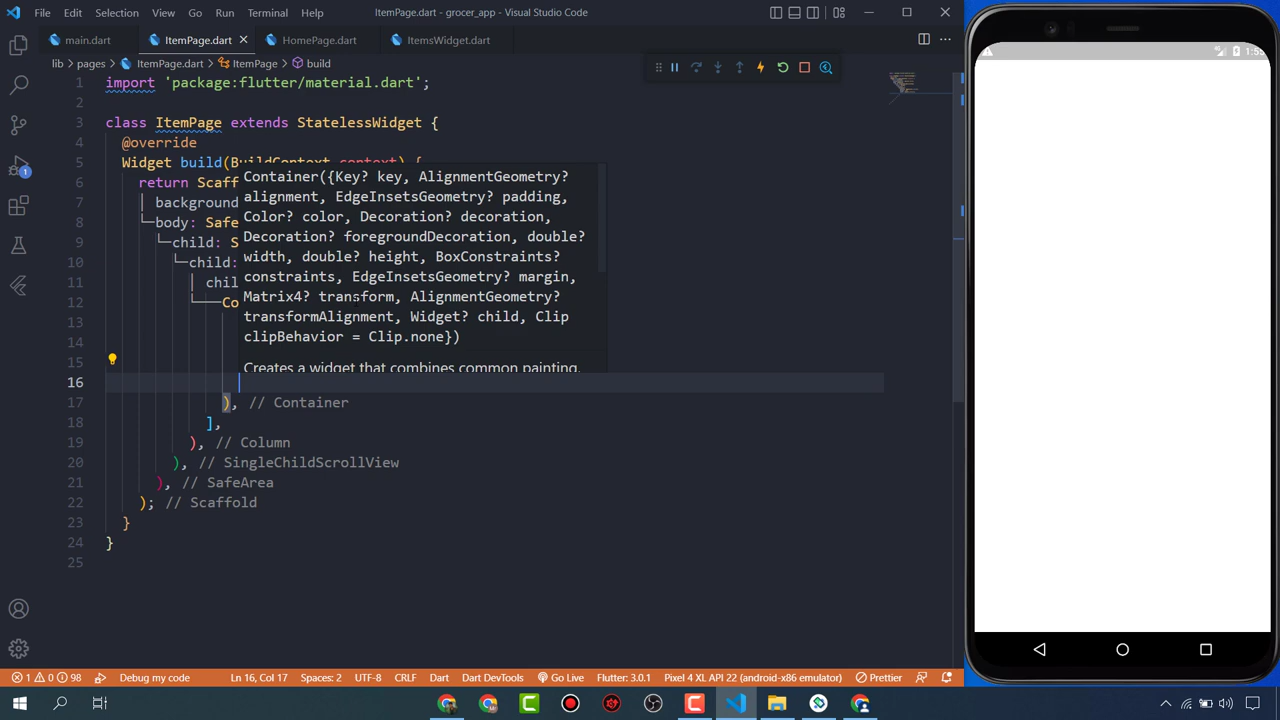 File Edit Selection View Go Run Terminal Help ItemPage.dart - grocer_app - Visual Studio Code
main.dart ItemPage.dart HomePage.dart ItemsWidget.dart
lib > pages > ItemPage.dart > ItemPage > build
1 import 'package:flutter/material.dart';
2
3 class ItemPage extends StatelessWidget {
4 @override
5 Widget build(BuildContext context) {
6 return Scaff
7 background
8 body: Safe
9 child: S
10 child:
11 chil
12 Co
13
14
15
16
17 ), // Container
18 ],
19 ), // Column
20 ), // SingleChildScrollView
21 ), // SafeArea
22 ); // Scaffold
23 }
24 }
25
Container({Key? key, AlignmentGeometry?
alignment, EdgeInsetsGeometry? padding,
Color? color, Decoration? decoration,
Decoration? foregroundDecoration, double?
width, double? height, BoxConstraints?
constraints, EdgeInsetsGeometry? margin,
Matrix4? transform, AlignmentGeometry?
transformAlignment, Widget? child, Clip
clipBehavior = Clip.none})
Creates a widget that combines common painting,
1 0 98 Debug my code Ln 16, Col 17 Spaces: 2 UTF-8 CRLF Dart Dart DevTools Go Live Flutter: 3.0.1 Pixel 4 XL API 22 (android-x86 emulator) Prettier
1